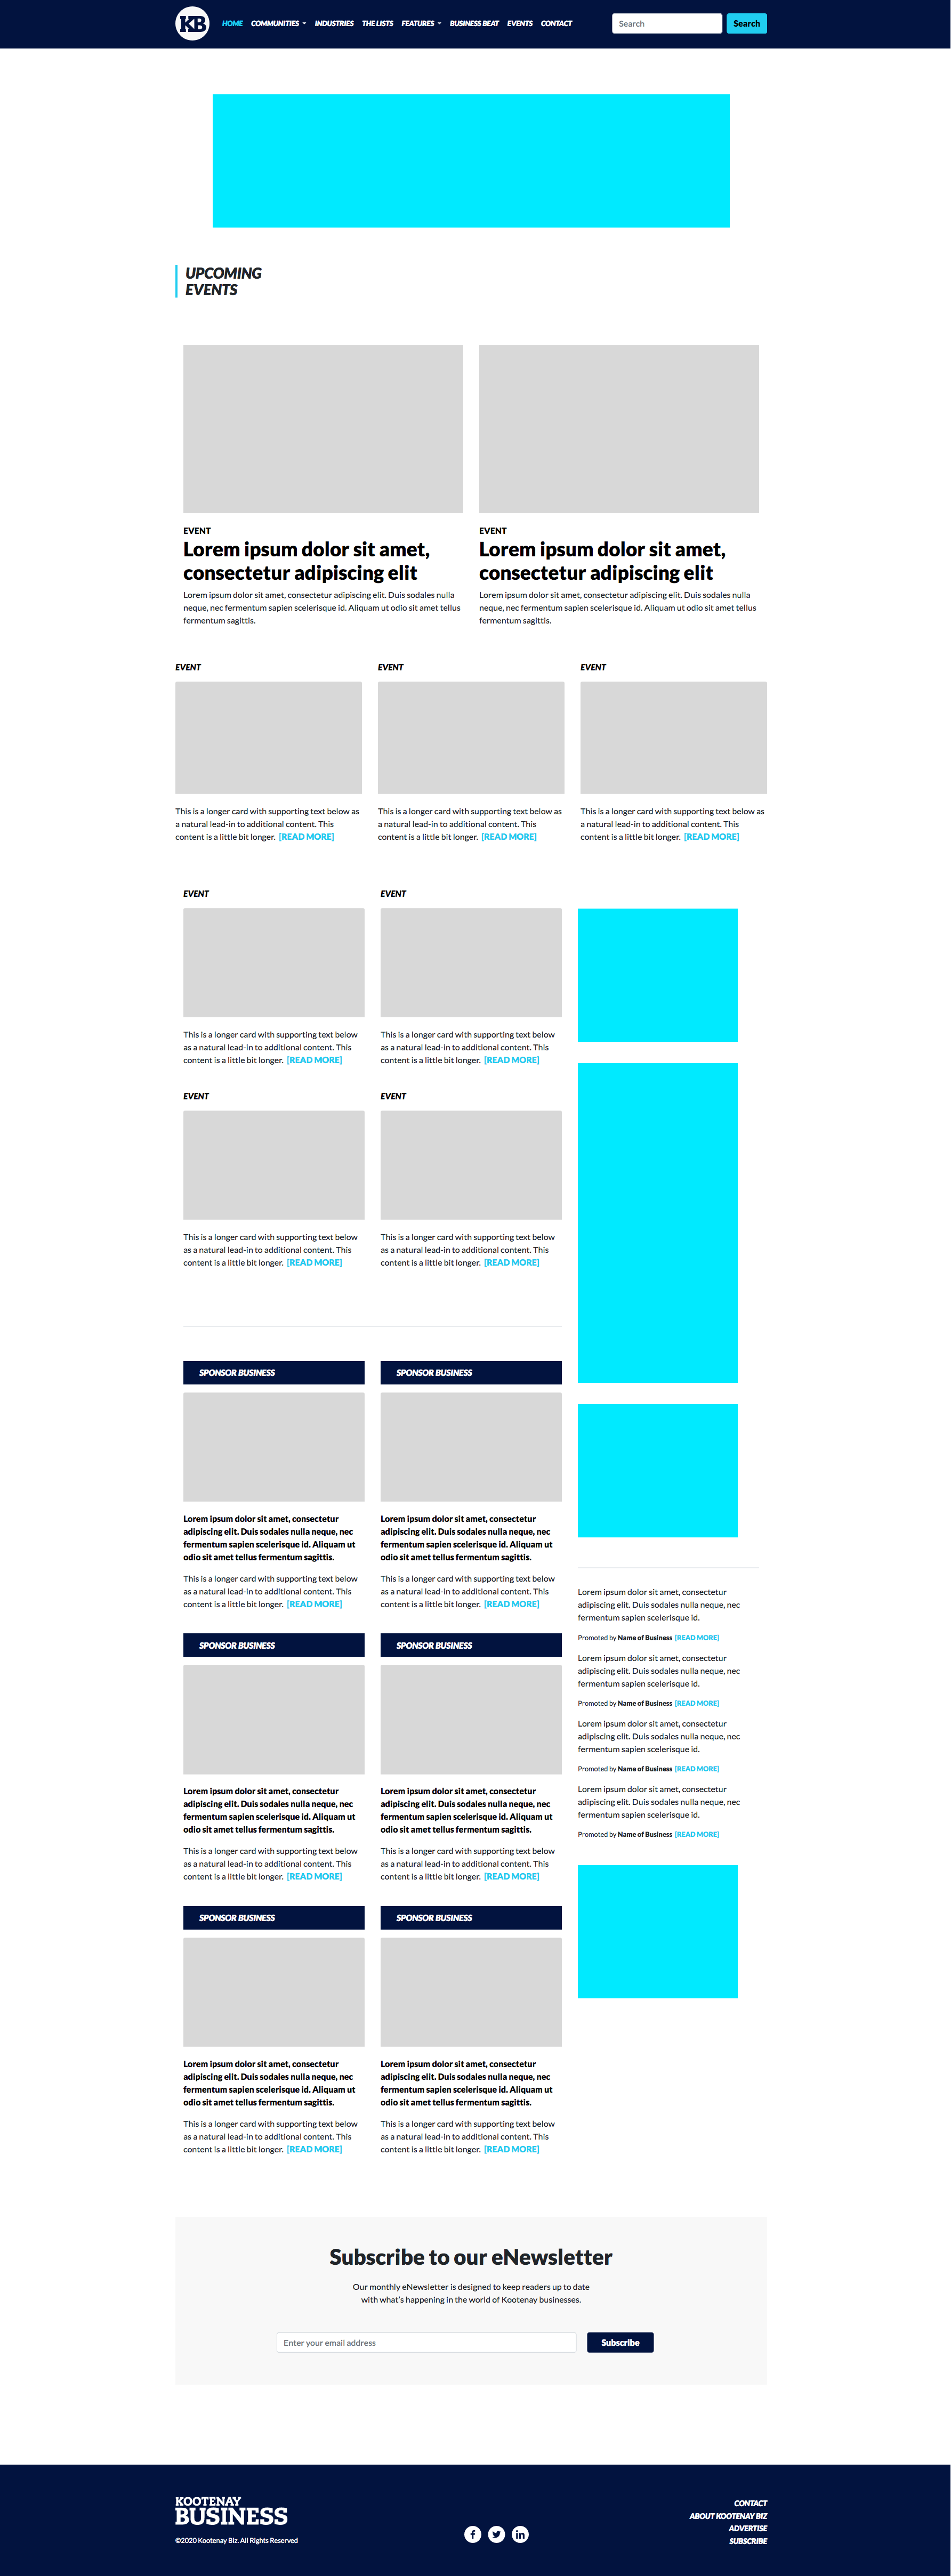 KB HOME COMMUNITIES INDUSTRIES THE LISTS FEATURES BUSINESS BEAT EVENTS CONTACT Search Search
UPCOMING
EVENTS
EVENT
Lorem ipsum dolor sit amet,
consectetur adipiscing elit
Lorem ipsum dolor sit amet, consectetur adipiscing elit. Duis sodales nulla
neque, nec fermentum sapien scelerisque id. Aliquam ut odio sit amet tellus
fermentum sagittis.
EVENT
Lorem ipsum dolor sit amet,
consectetur adipiscing elit
Lorem ipsum dolor sit amet, consectetur adipiscing elit. Duis sodales nulla
neque, nec fermentum sapien scelerisque id. Aliquam ut odio sit amet tellus
fermentum sagittis.
EVENT
This is a longer card with supporting text below as
a natural lead-in to additional content. This
content is a little bit longer. [READ MORE]
EVENT
This is a longer card with supporting text below as
a natural lead-in to additional content. This
content is a little bit longer. [READ MORE]
EVENT
This is a longer card with supporting text below as
a natural lead-in to additional content. This
content is a little bit longer. [READ MORE]
EVENT
This is a longer card with supporting text below
as a natural lead-in to additional content. This
content is a little bit longer. [READ MORE]
EVENT
This is a longer card with supporting text below
as a natural lead-in to additional content. This
content is a little bit longer. [READ MORE]
EVENT
This is a longer card with supporting text below
as a natural lead-in to additional content. This
content is a little bit longer. [READ MORE]
EVENT
This is a longer card with supporting text below
as a natural lead-in to additional content. This
content is a little bit longer. [READ MORE]
SPONSOR BUSINESS
Lorem ipsum dolor sit amet, consectetur
adipiscing elit. Duis sodales nulla neque, nec
fermentum sapien scelerisque id. Aliquam ut
odio sit amet tellus fermentum sagittis.
This is a longer card with supporting text below
as a natural lead-in to additional content. This
content is a little bit longer. [READ MORE]
SPONSOR BUSINESS
Lorem ipsum dolor sit amet, consectetur
adipiscing elit. Duis sodales nulla neque, nec
fermentum sapien scelerisque id. Aliquam ut
odio sit amet tellus fermentum sagittis.
This is a longer card with supporting text below
as a natural lead-in to additional content. This
content is a little bit longer. [READ MORE]
SPONSOR BUSINESS
Lorem ipsum dolor sit amet, consectetur
adipiscing elit. Duis sodales nulla neque, nec
fermentum sapien scelerisque id. Aliquam ut
odio sit amet tellus fermentum sagittis.
This is a longer card with supporting text below
as a natural lead-in to additional content. This
content is a little bit longer. [READ MORE]
SPONSOR BUSINESS
Lorem ipsum dolor sit amet, consectetur
adipiscing elit. Duis sodales nulla neque, nec
fermentum sapien scelerisque id. Aliquam ut
odio sit amet tellus fermentum sagittis.
This is a longer card with supporting text below
as a natural lead-in to additional content. This
content is a little bit longer. [READ MORE]
SPONSOR BUSINESS
Lorem ipsum dolor sit amet, consectetur
adipiscing elit. Duis sodales nulla neque, nec
fermentum sapien scelerisque id. Aliquam ut
odio sit amet tellus fermentum sagittis.
This is a longer card with supporting text below
as a natural lead-in to additional content. This
content is a little bit longer. [READ MORE]
SPONSOR BUSINESS
Lorem ipsum dolor sit amet, consectetur
adipiscing elit. Duis sodales nulla neque, nec
fermentum sapien scelerisque id. Aliquam ut
odio sit amet tellus fermentum sagittis.
This is a longer card with supporting text below
as a natural lead-in to additional content. This
content is a little bit longer. [READ MORE]
Lorem ipsum dolor sit amet, consectetur
adipiscing elit. Duis sodales nulla neque, nec
fermentum sapien scelerisque id.
Promoted by Name of Business [READ MORE]
Lorem ipsum dolor sit amet, consectetur
adipiscing elit. Duis sodales nulla neque, nec
fermentum sapien scelerisque id.
Promoted by Name of Business [READ MORE]
Lorem ipsum dolor sit amet, consectetur
adipiscing elit. Duis sodales nulla neque, nec
fermentum sapien scelerisque id.
Promoted by Name of Business [READ MORE]
Lorem ipsum dolor sit amet, consectetur
adipiscing elit. Duis sodales nulla neque, nec
fermentum sapien scelerisque id.
Promoted by Name of Business [READ MORE]
Subscribe to our eNewsletter
Our monthly eNewsletter is designed to keep readers up to date
with what's happening in the world of Kootenay businesses.
Enter your email address Subscribe
KOOTENAY
BUSINESS
©2020 Kootenay Biz. All Rights Reserved
CONTACT
ABOUT KOOTENAY BIZ
ADVERTISE
SUBSCRIBE